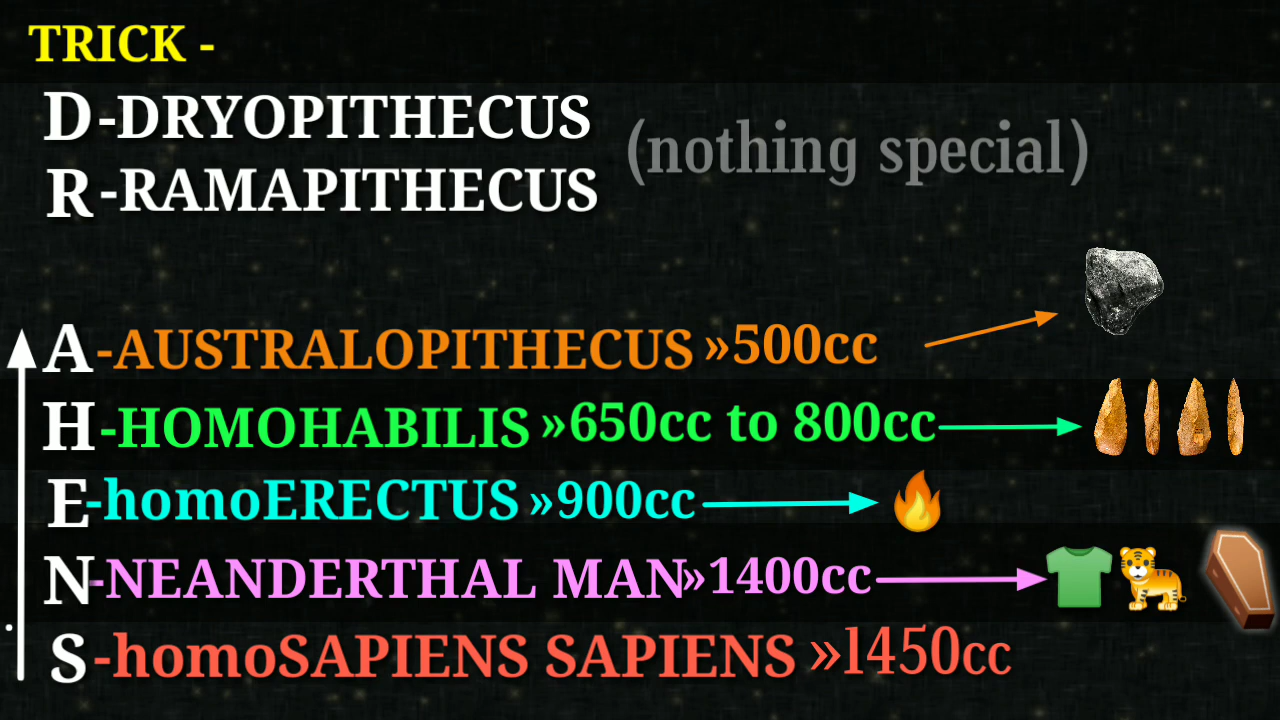 TRICK -
D-DRYOPITHECUS
(nothing special)
R-RAMAPITHECUS
A-AUSTRALOPITHECUS »500cc
H-HOMOHABILIS »650cc to 800cc
E-homoERECTUS »900cc
N-NEANDERTHAL MAN»1400cc
S-homoSAPIENS SAPIENS »1450cc